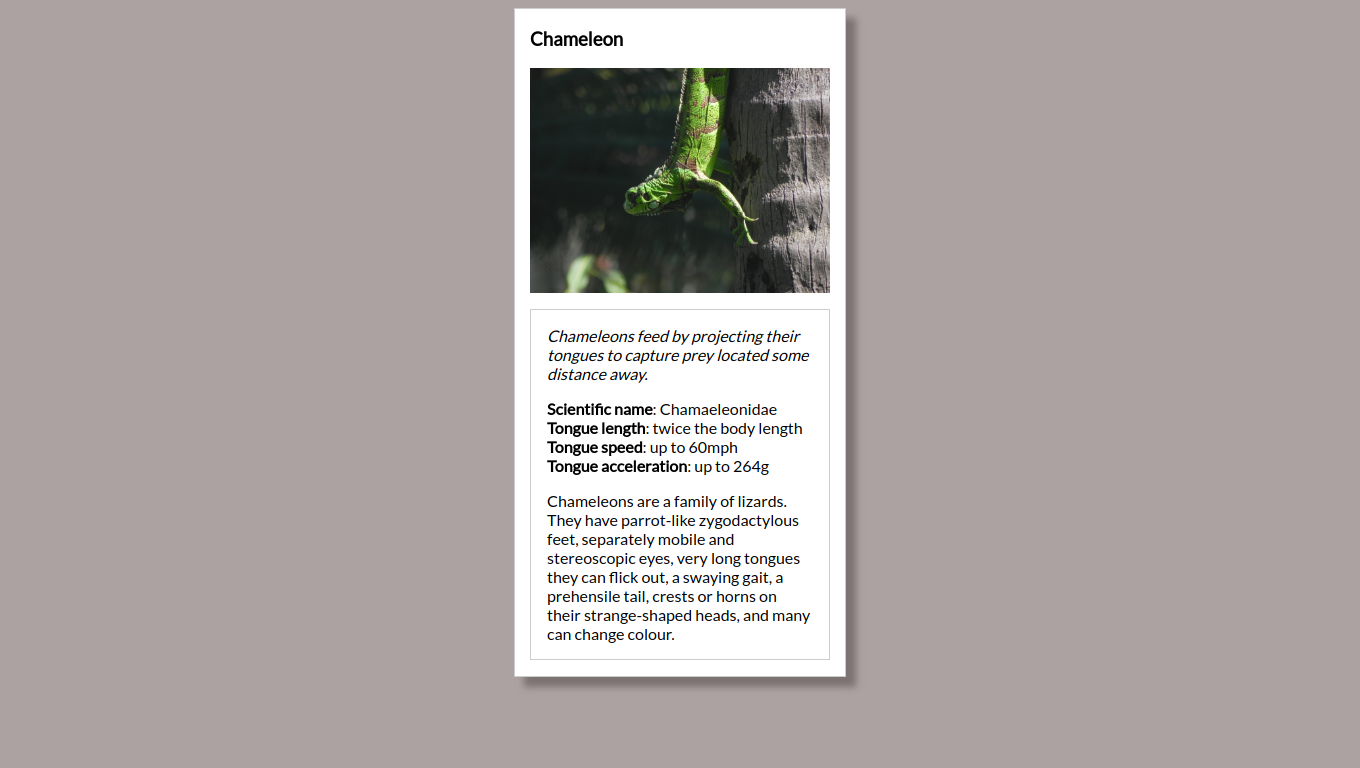 Chameleon
Chameleons feed by projecting their
tongues to capture prey located some
distance away.
Scientific name: Chamaeleonidae
Tongue length: twice the body length
Tongue speed: up to 60mph
Tongue acceleration: up to 264g
Chameleons are a family of lizards.
They have parrot-like zygodactylous
feet, separately mobile and
stereoscopic eyes, very long tongues
they can flick out, a swaying gait, a
prehensile tail, crests or horns on
their strange-shaped heads, and many
can change colour.